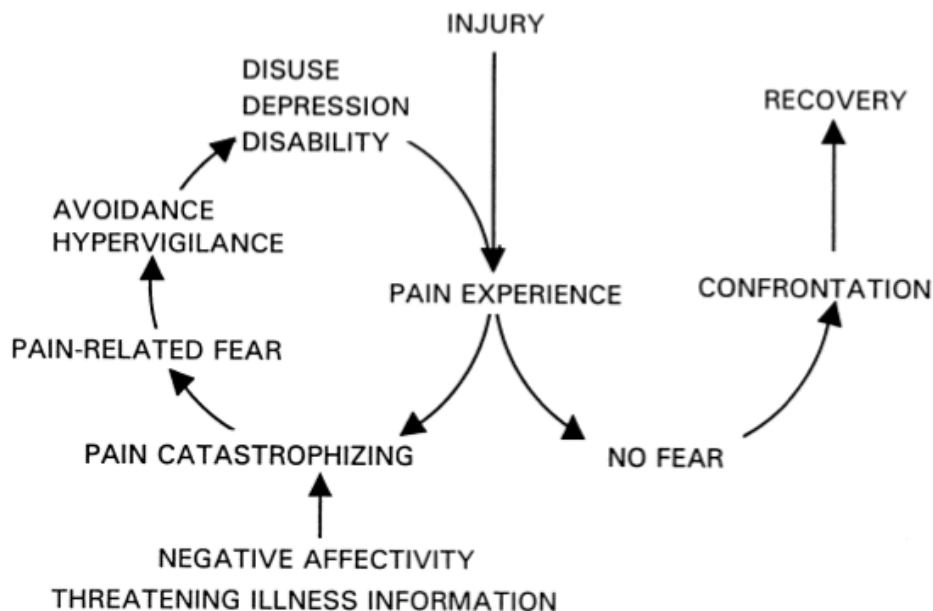 INJURY
DISUSE
DEPRESSION
DISABILITY
RECOVERY
AVOIDANCE
HYPERVIGILANCE
PAIN EXPERIENCE
CONFRONTATION
PAIN-RELATED FEAR
PAIN CATASTROPHIZING
NO FEAR
NEGATIVE AFFECTIVITY
THREATENING ILLNESS INFORMATION